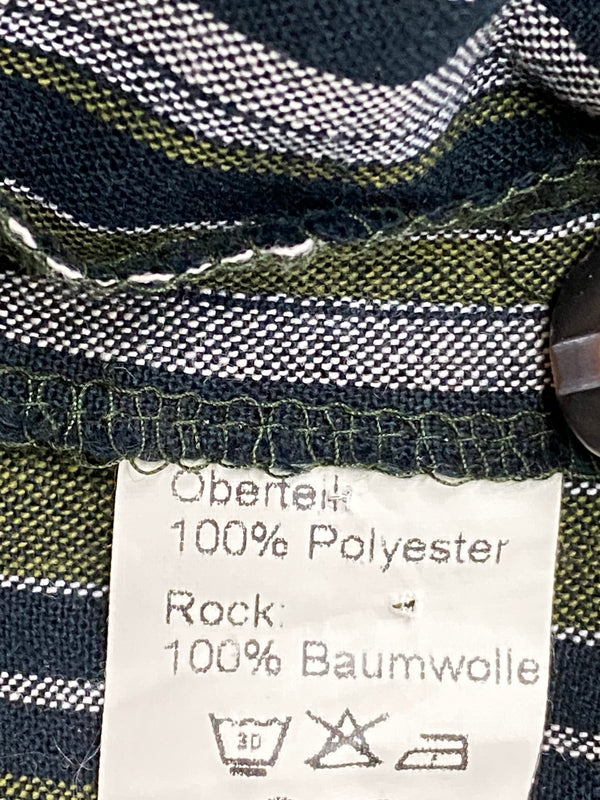 Oberteil:
100% Polyester
Rock:
100% Baumwolle
30